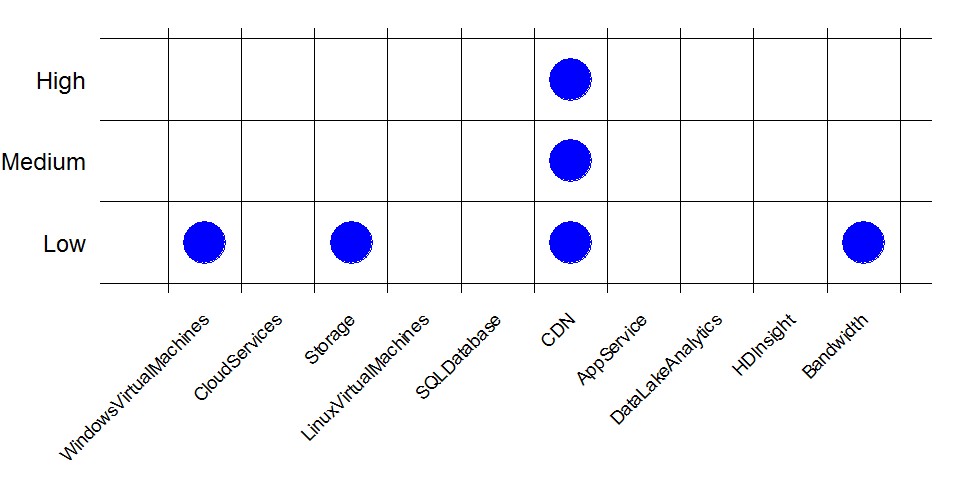 High
Medium
Low
WindowsVirtualMachines
CloudServices
Storage
LinuxVirtualMachines
SQLDatabase
CDN
AppService
DataLakeAnalytics
HDInsight
Bandwidth